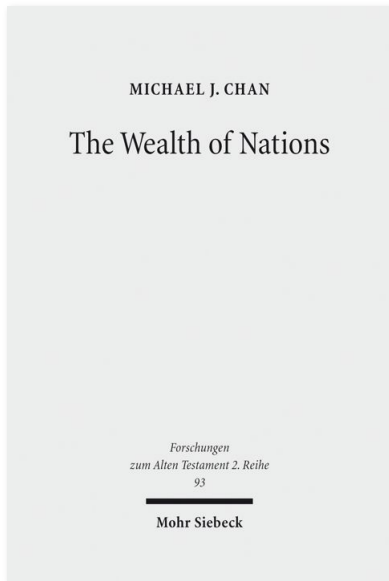 MICHAEL J. CHAN
The Wealth of Nations
Forschungen
zum Alten Testament 2. Reihe
93
Mohr Siebeck